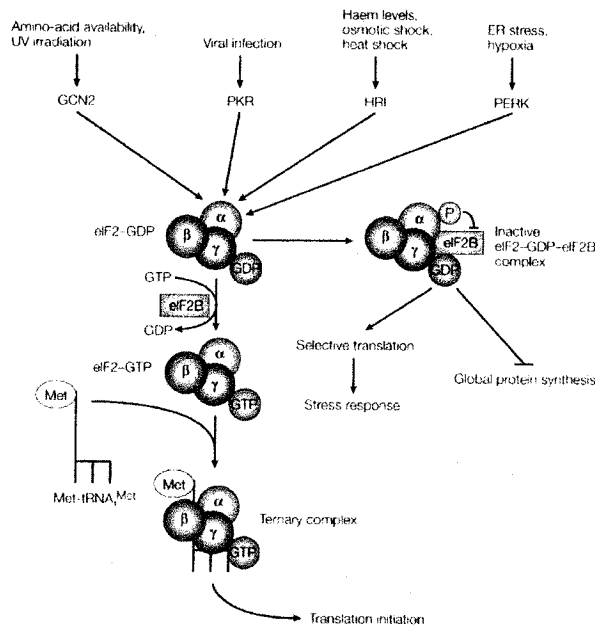 Amino-acid availability,
UV irradiation
Viral infection
Haem levels,
osmotic shock,
heat shock
ER stress,
hypoxia
GCN2
PKR
HRI
PERK
eIF2–GDP
α
β
γ
GDP
α
P
β
γ
eIF2B
GDP
Inactive
eIF2–GDP–eIF2B
complex
GTP
eIF2B
GDP
Selective translation
Global protein synthesis
Stress response
eIF2–GTP
α
β
γ
GTP
Met
Met-tRNAᵢᴹᵉᵗ
Met
α
β
γ
GTP
Ternary complex
Translation initiation